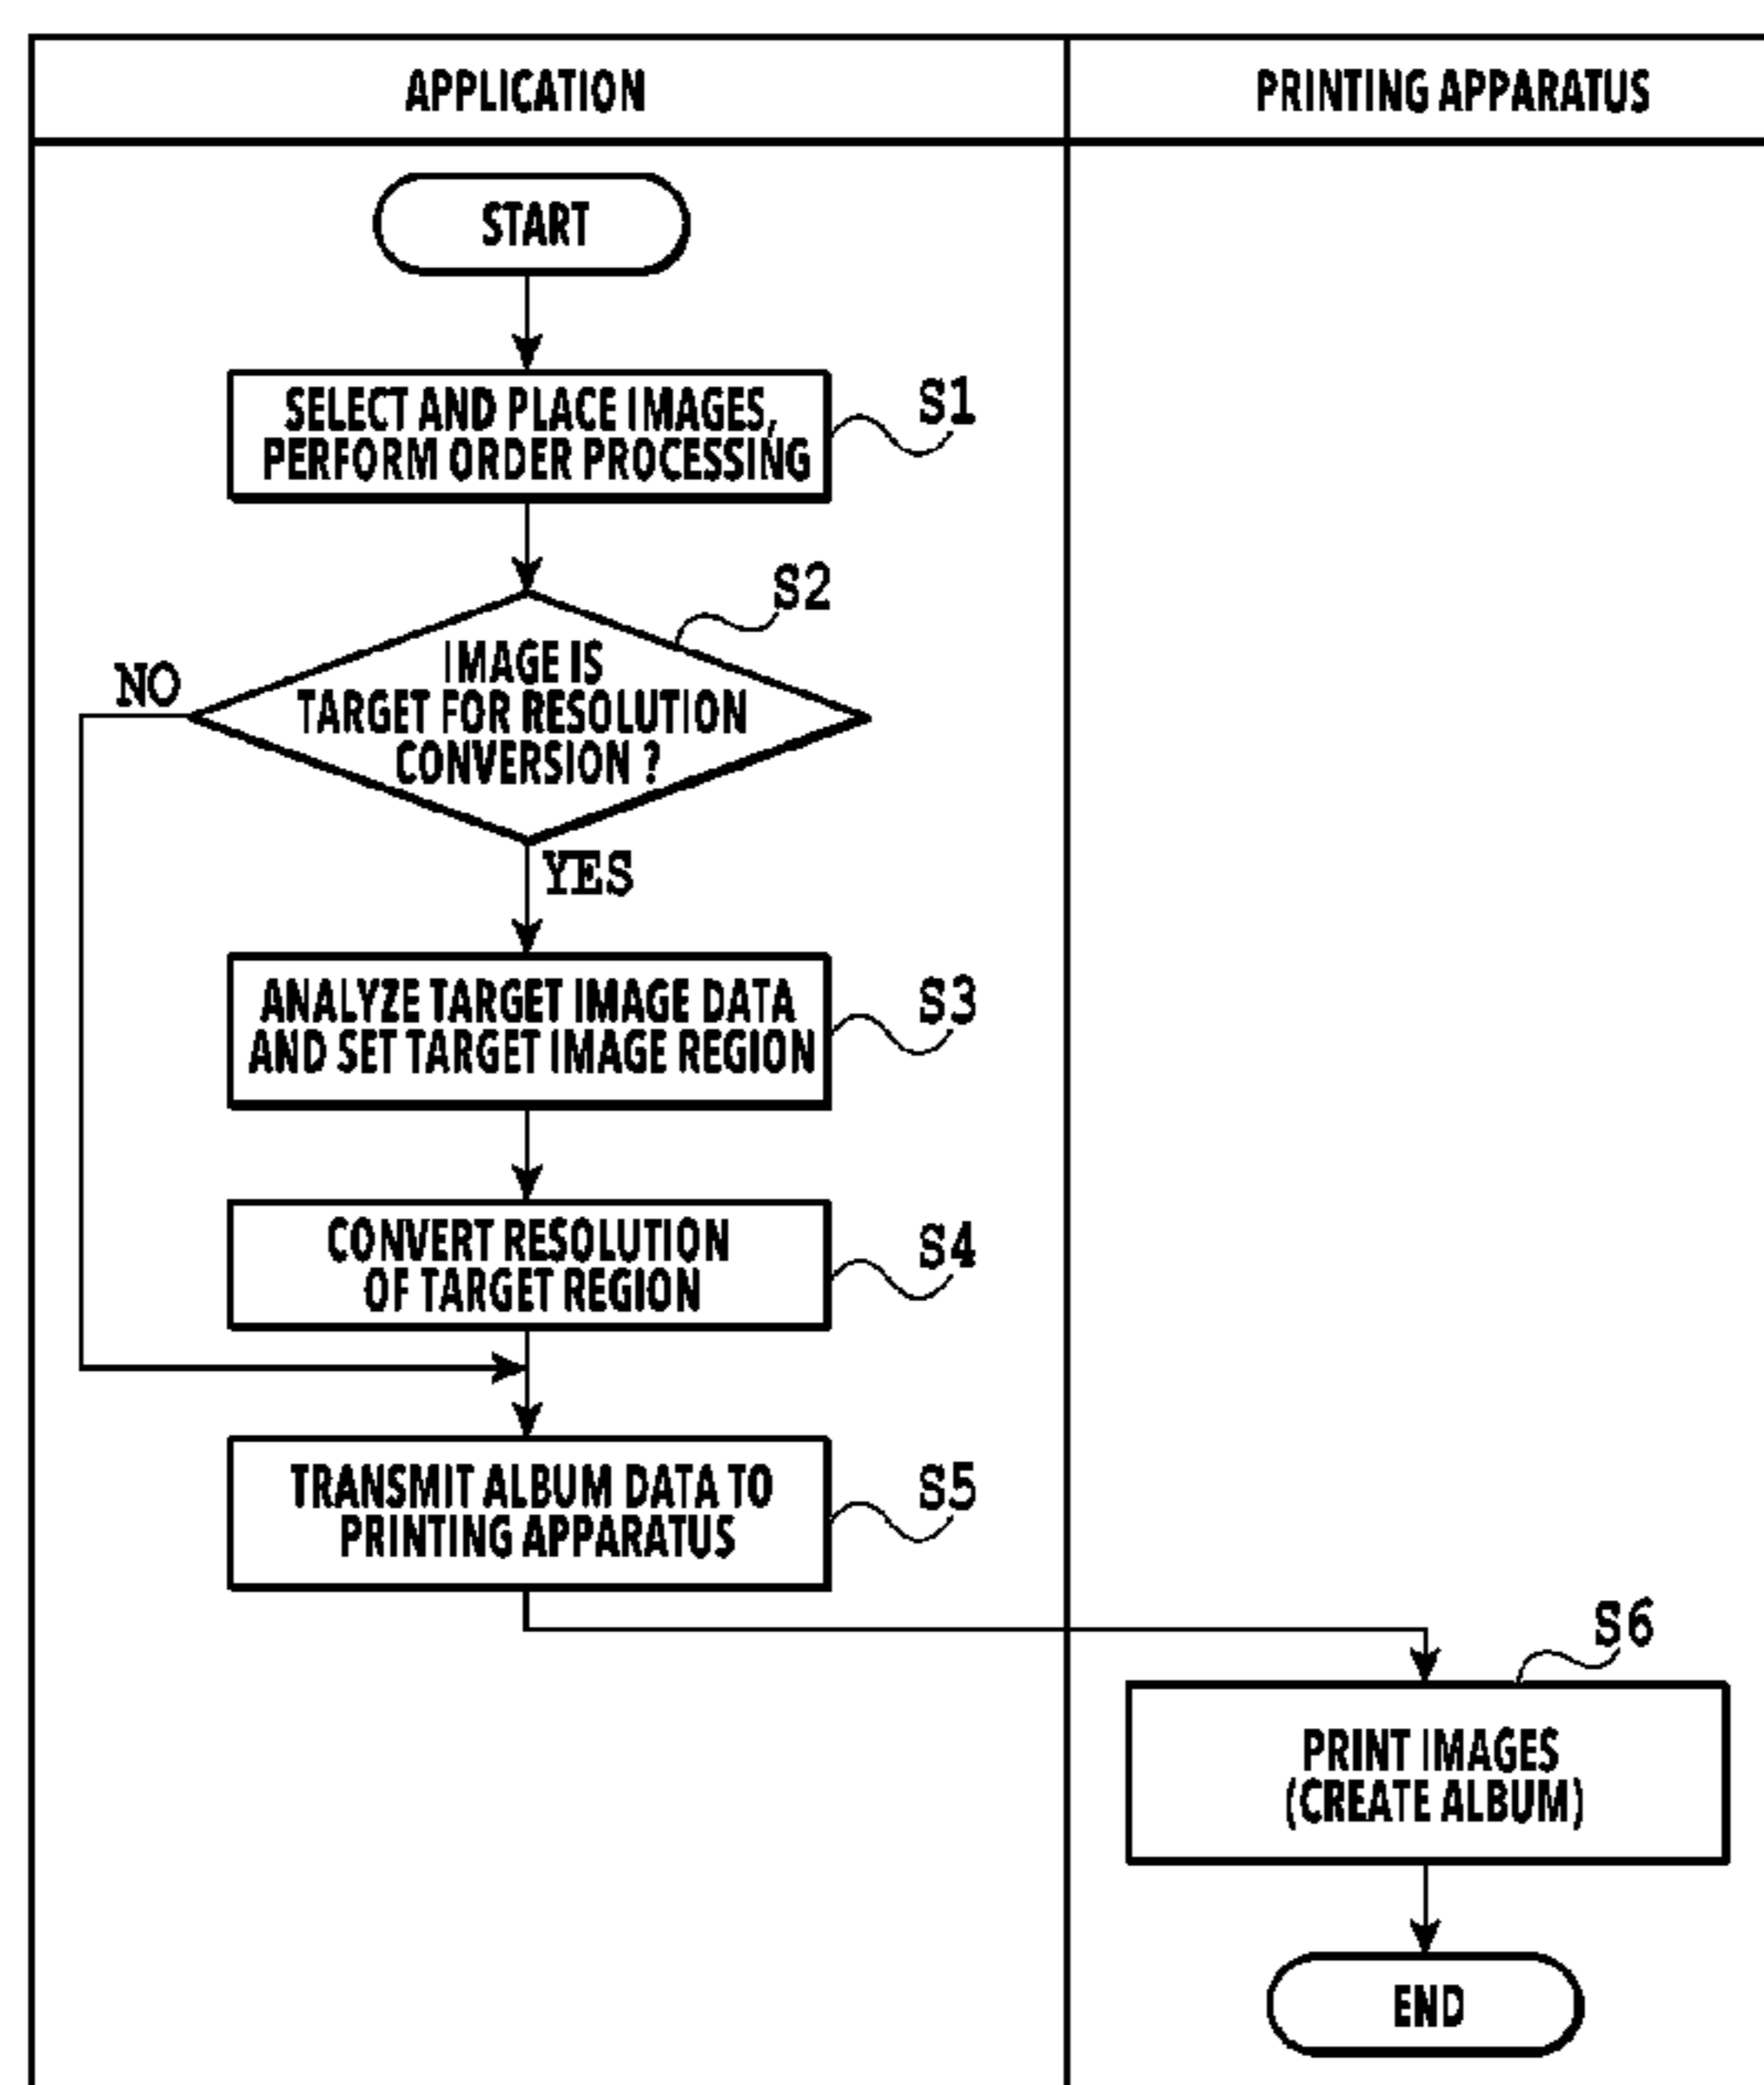 APPLICATION
PRINTING APPARATUS
START
SELECT AND PLACE IMAGES,
PERFORM ORDER PROCESSING
S1
S2
IMAGE IS
TARGET FOR RESOLUTION
CONVERSION ?
NO
YES
ANALYZE TARGET IMAGE DATA
AND SET TARGET IMAGE REGION
S3
CONVERT RESOLUTION
OF TARGET REGION
S4
TRANSMIT ALBUM DATA TO
PRINTING APPARATUS
S5
S6
PRINT IMAGES
(CREATE ALBUM)
END